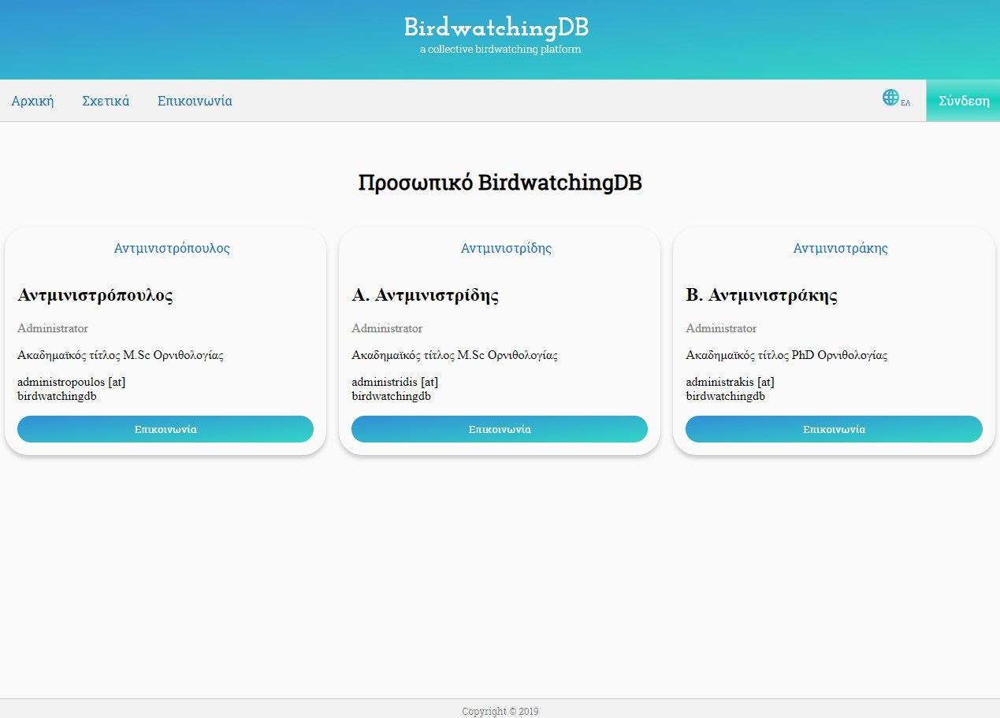 BirdwatchingDB
a collective birdwatching platform
Αρχική Σχετικά Επικοινωνία ΕΛ Σύνδεση
Προσωπικό BirdwatchingDB
Αντμινιστρόπουλος
Αντμινιστρόπουλος
Administrator
Ακαδημαϊκός τίτλος M.Sc Ορνιθολογίας
administropoulos [at]
birdwatchingdb
Επικοινωνία
Αντμινιστρίδης
Α. Αντμινιστρίδης
Administrator
Ακαδημαϊκός τίτλος M.Sc Ορνιθολογίας
administridis [at]
birdwatchingdb
Επικοινωνία
Αντμινιστράκης
Β. Αντμινιστράκης
Administrator
Ακαδημαϊκός τίτλος PhD Ορνιθολογίας
administrakis [at]
birdwatchingdb
Επικοινωνία
Copyright © 2019